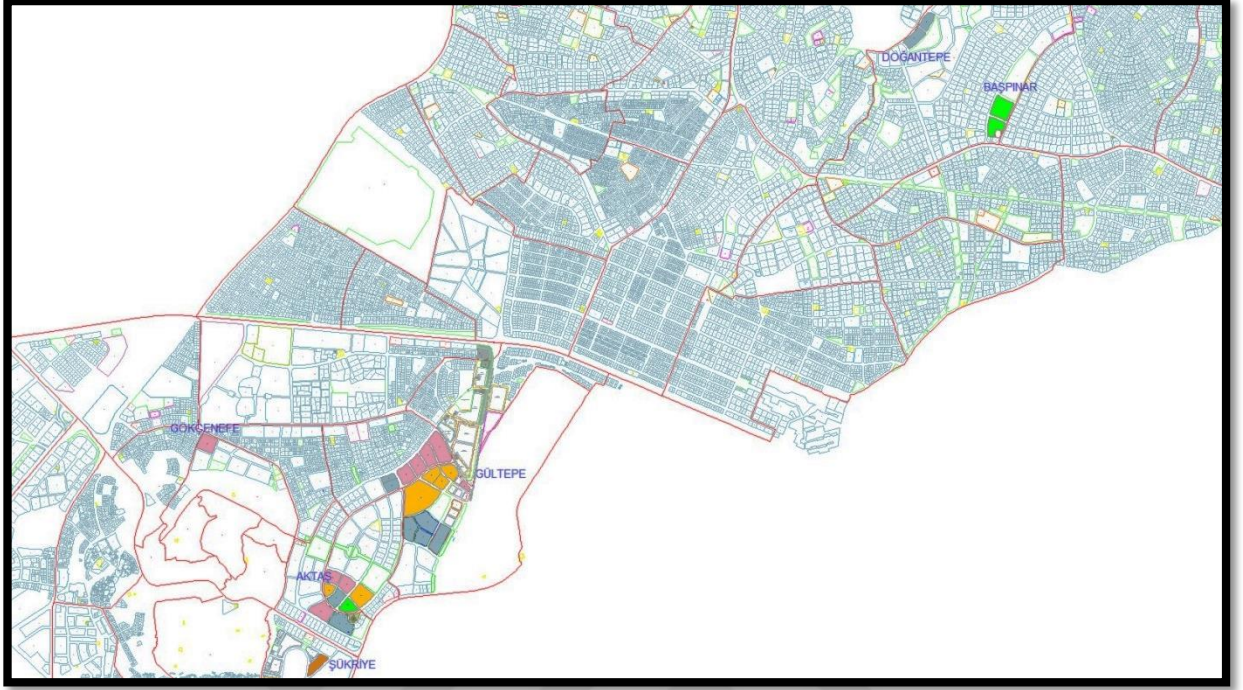 DOĞANTEPE
BAŞPINAR
GÖKÇENEFE
GÜLTEPE
AKTAŞ
ŞÜKRİYE